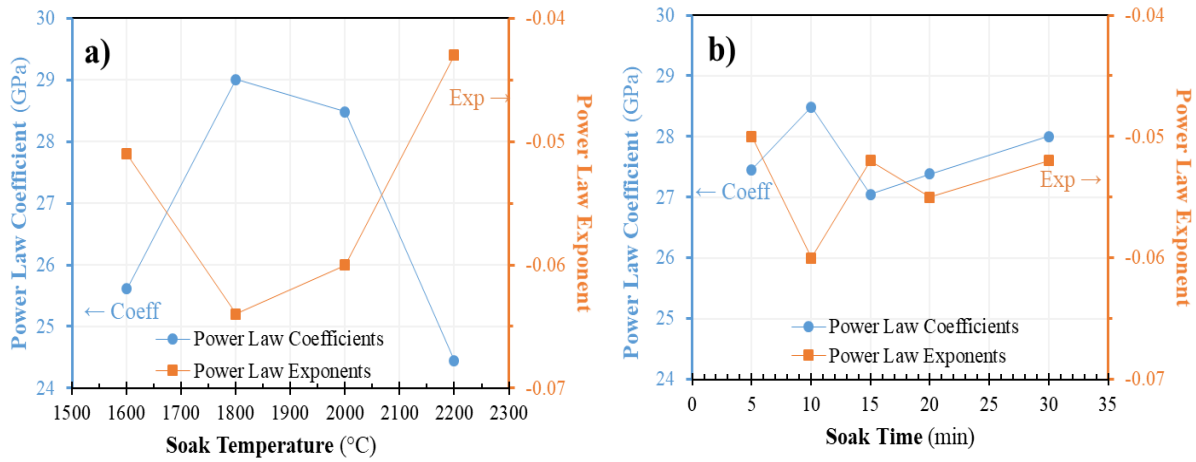 a)
Power Law Coefficient (GPa)
30
29
28
27
26
25
24
-0.04
-0.05
-0.06
-0.07
Power Law Exponent
Exp →
← Coeff
Power Law Coefficients
Power Law Exponents
1500 1600 1700 1800 1900 2000 2100 2200 2300
Soak Temperature (°C)
b)
Power Law Coefficient (GPa)
30
29
28
27
26
25
24
-0.04
-0.05
-0.06
-0.07
Power Law Exponent
← Coeff
Exp →
Power Law Coefficients
Power Law Exponents
0 5 10 15 20 25 30 35
Soak Time (min)